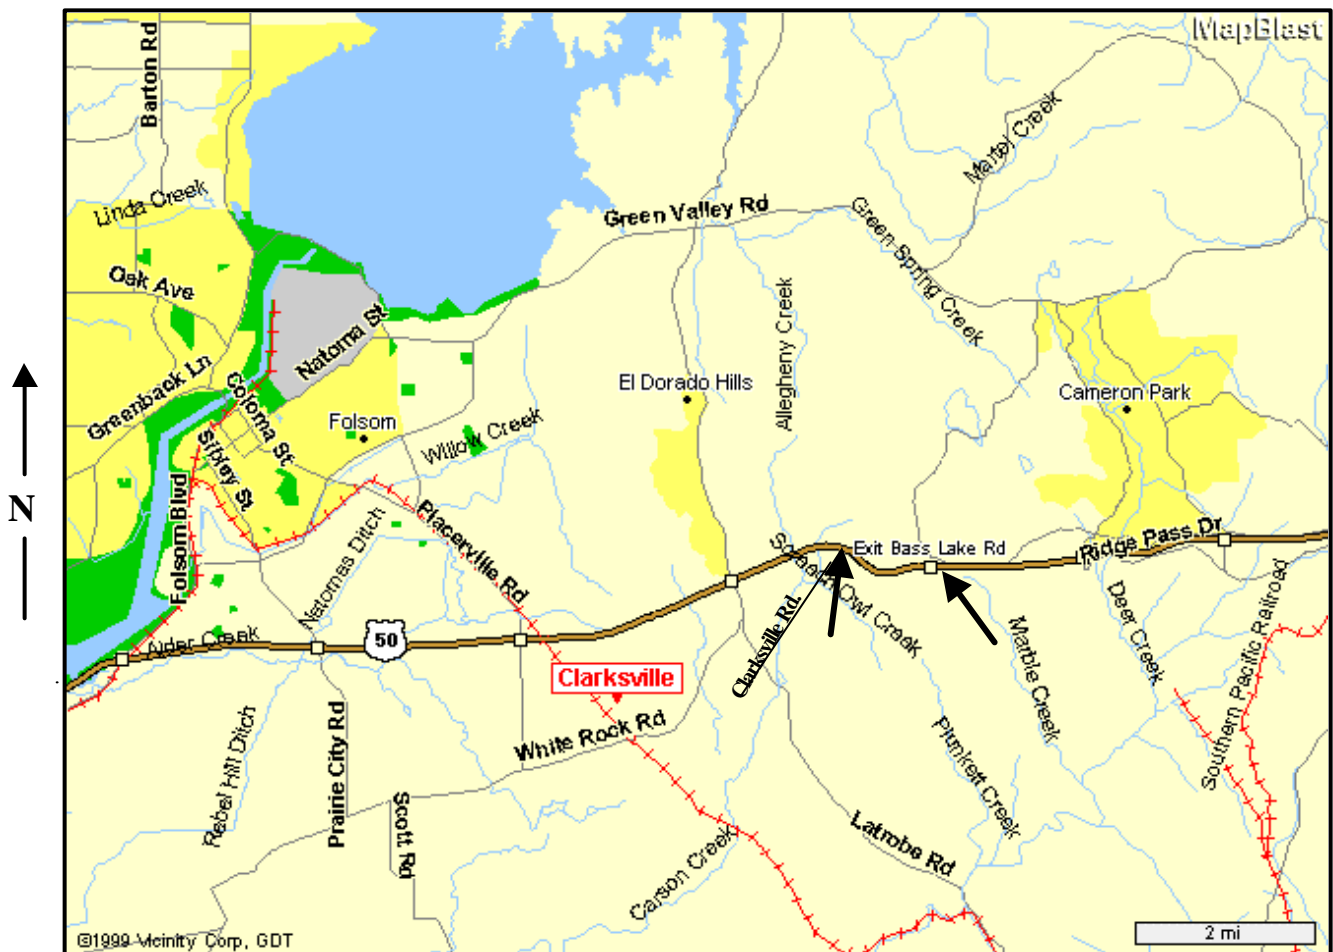 MapBlast
Barton Rd
Martel Creek
Linda Creek
Green Valley Rd
Green Spring Creek
Oak Ave
Allegheny Creek
Natoma St
Greenback Ln
Coloma St
El Dorado Hills
Cameron Park
Folsom
Sibley St
Willow Creek
N
Folsom Blvd
Placerville Rd
Natomas Ditch
Screech Owl Creek
Exit Bass Lake Rd
Ridge Pass Dr
Clarksville Rd.
Deer Creek
Southern Pacific Railroad
Alder Creek
50
Marble Creek
Clarksville
White Rock Rd
Rebel Hill Ditch
Prairie City Rd
Scott Rd
Plunkett Creek
Latrobe Rd
Carson Creek
©1999 Vicinity Corp, GDT
2 mi